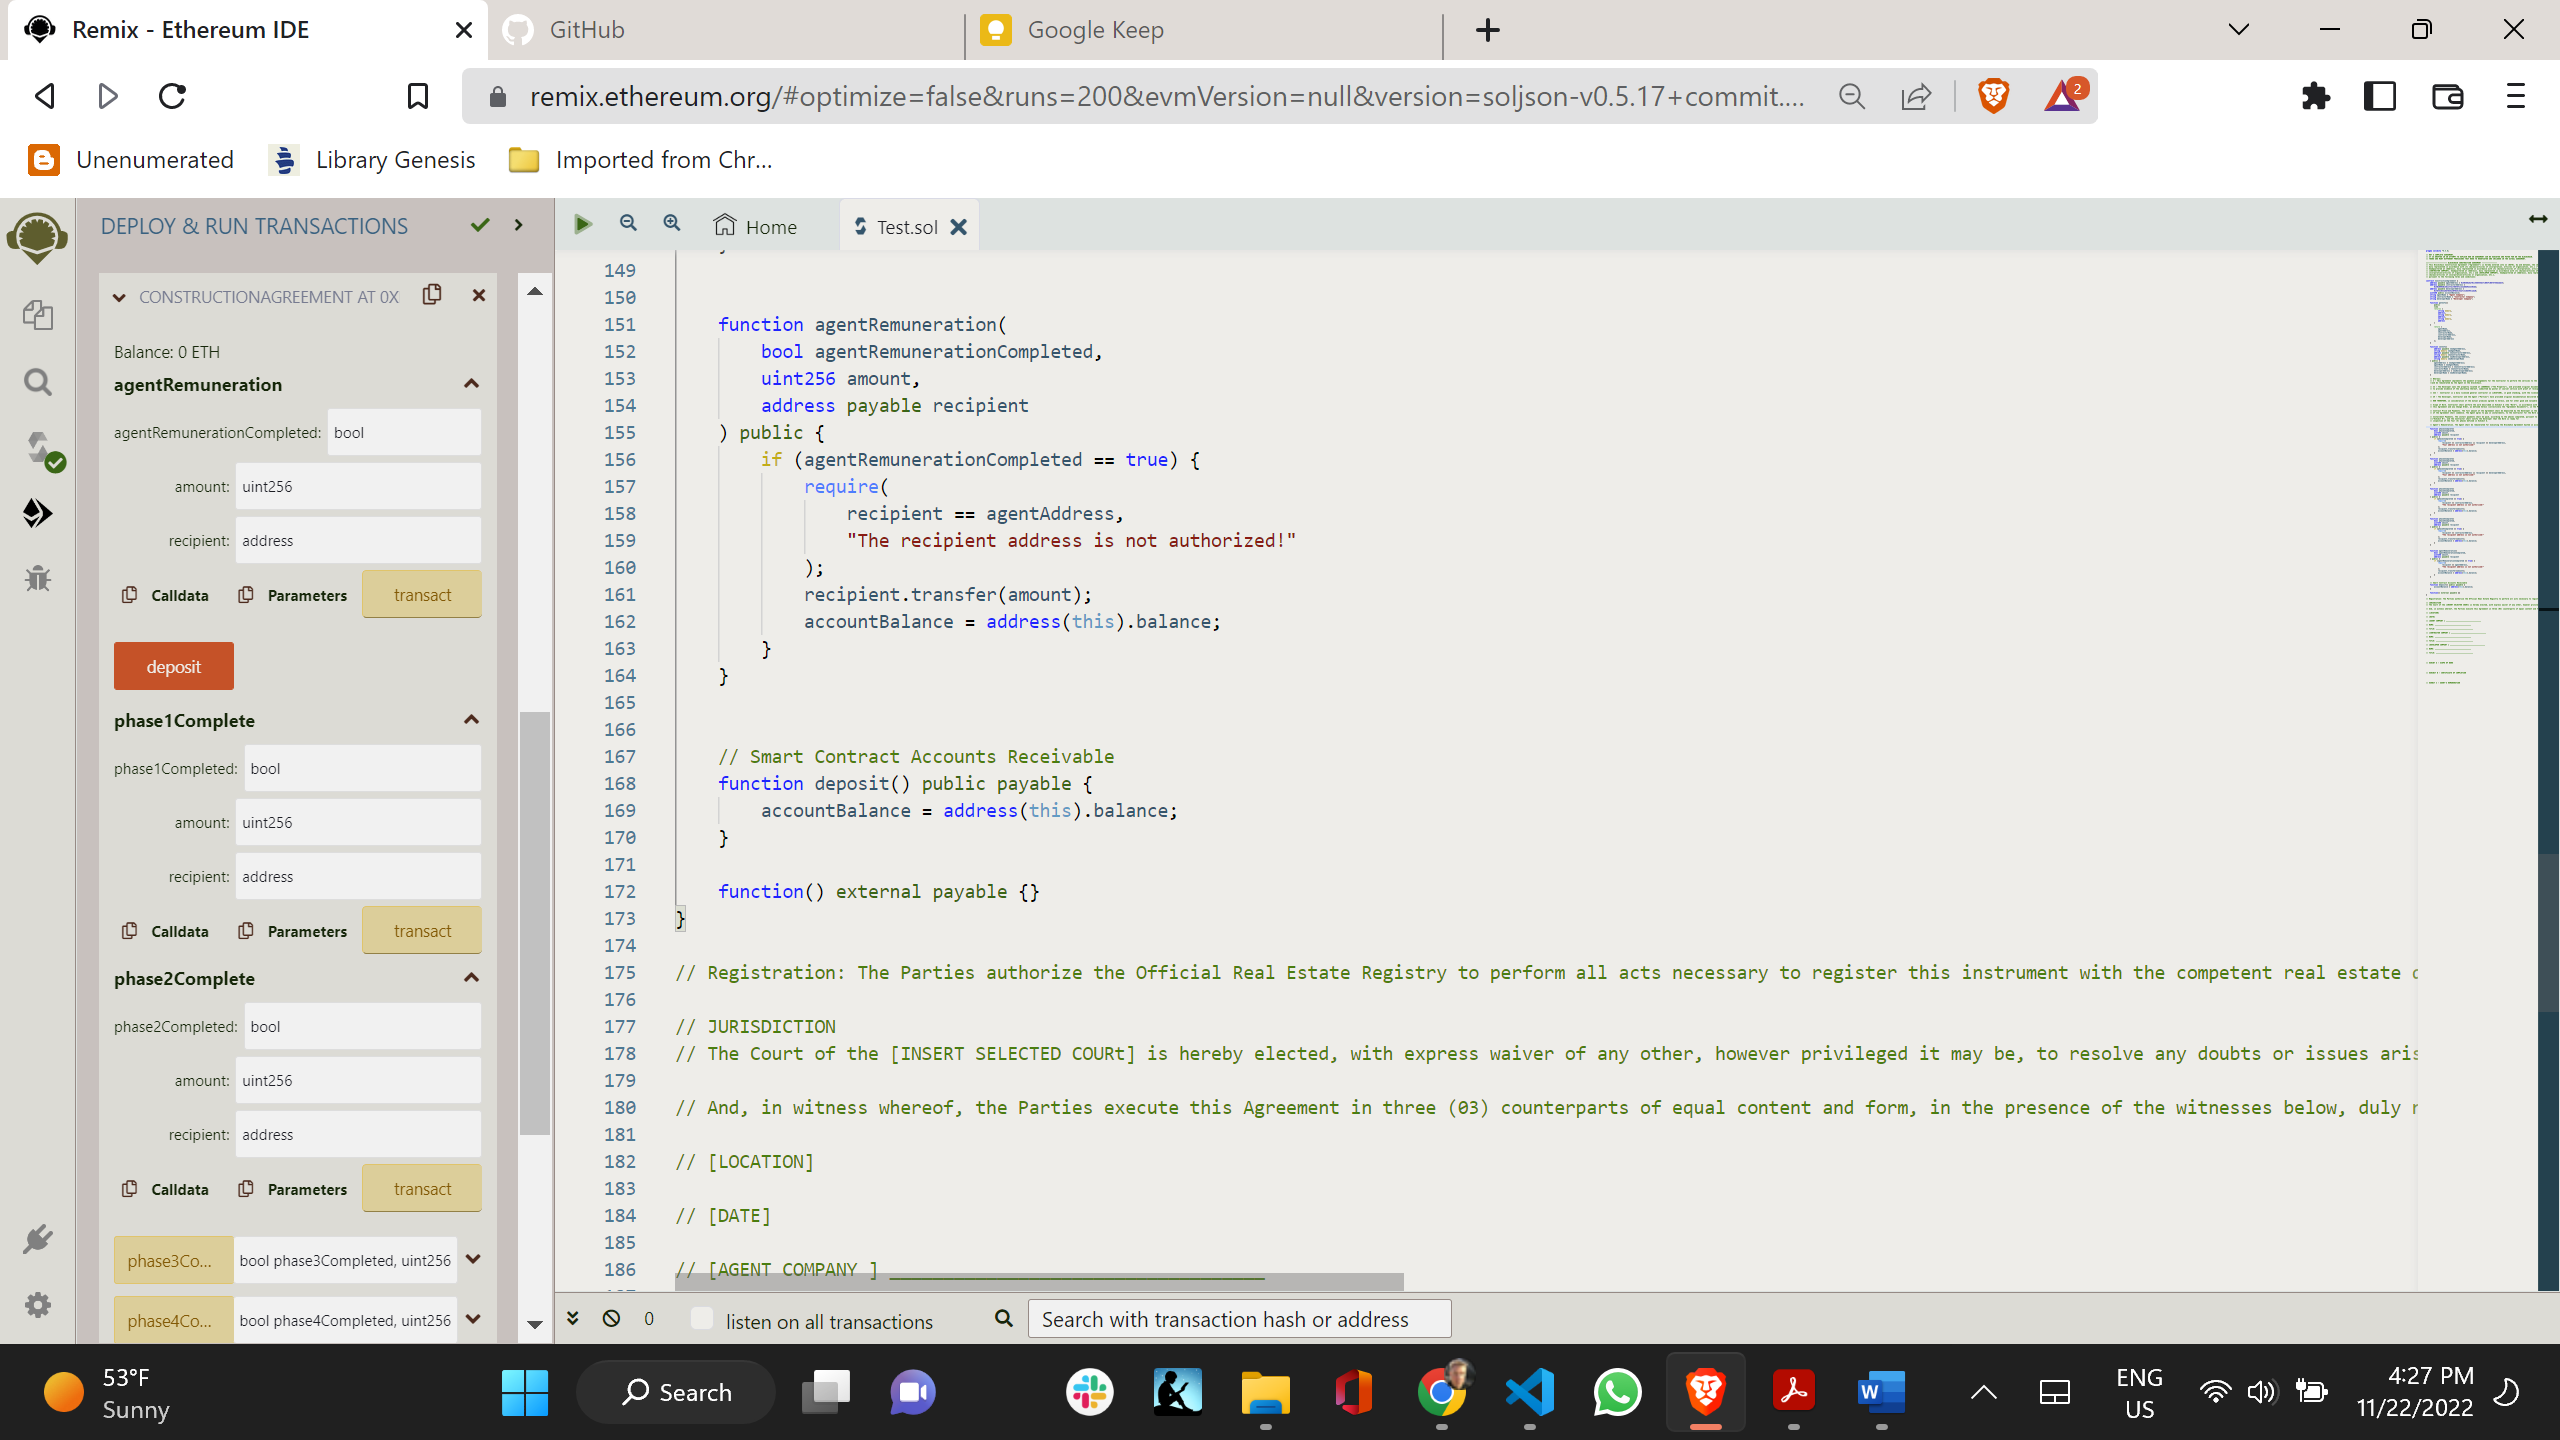 Remix - Ethereum IDE
GitHub
Google Keep
remix.ethereum.org/#optimize=false&runs=200&evmVersion=null&version=soljson-v0.5.17+commit....
2
Unenumerated
Library Genesis
Imported from Chr...
DEPLOY & RUN TRANSACTIONS
CONSTRUCTIONAGREEMENT AT 0X
Balance: 0 ETH
agentRemuneration
agentRemunerationCompleted: bool
amount: uint256
recipient: address
Calldata Parameters transact
deposit
phase1Complete
phase1Completed: bool
amount: uint256
recipient: address
Calldata Parameters transact
phase2Complete
phase2Completed: bool
amount: uint256
recipient: address
Calldata Parameters transact
phase3Co... bool phase3Completed, uint256
phase4Co... bool phase4Completed, uint256
Home
Test.sol
149
150
151 function agentRemuneration(
152 bool agentRemunerationCompleted,
153 uint256 amount,
154 address payable recipient
155 ) public {
156 if (agentRemunerationCompleted == true) {
157 require(
158 recipient == agentAddress,
159 "The recipient address is not authorized!"
160 );
161 recipient.transfer(amount);
162 accountBalance = address(this).balance;
163 }
164 }
165
166
167 // Smart Contract Accounts Receivable
168 function deposit() public payable {
169 accountBalance = address(this).balance;
170 }
171
172 function() external payable {}
173 }
174
175 // Registration: The Parties authorize the Official Real Estate Registry to perform all acts necessary to register this instrument with the competent real estate
176
177 // JURISDICTION
178 // The Court of the [INSERT SELECTED COURt] is hereby elected, with express waiver of any other, however privileged it may be, to resolve any doubts or issues aris
179
180 // And, in witness whereof, the Parties execute this Agreement in three (03) counterparts of equal content and form, in the presence of the witnesses below, duly
181
182 // [LOCATION]
183
184 // [DATE]
185
186 // [AGENT COMPANY ] ___________________________________
0
listen on all transactions
Search with transaction hash or address
53°F
Sunny
Search
ENG
US
4:27 PM
11/22/2022